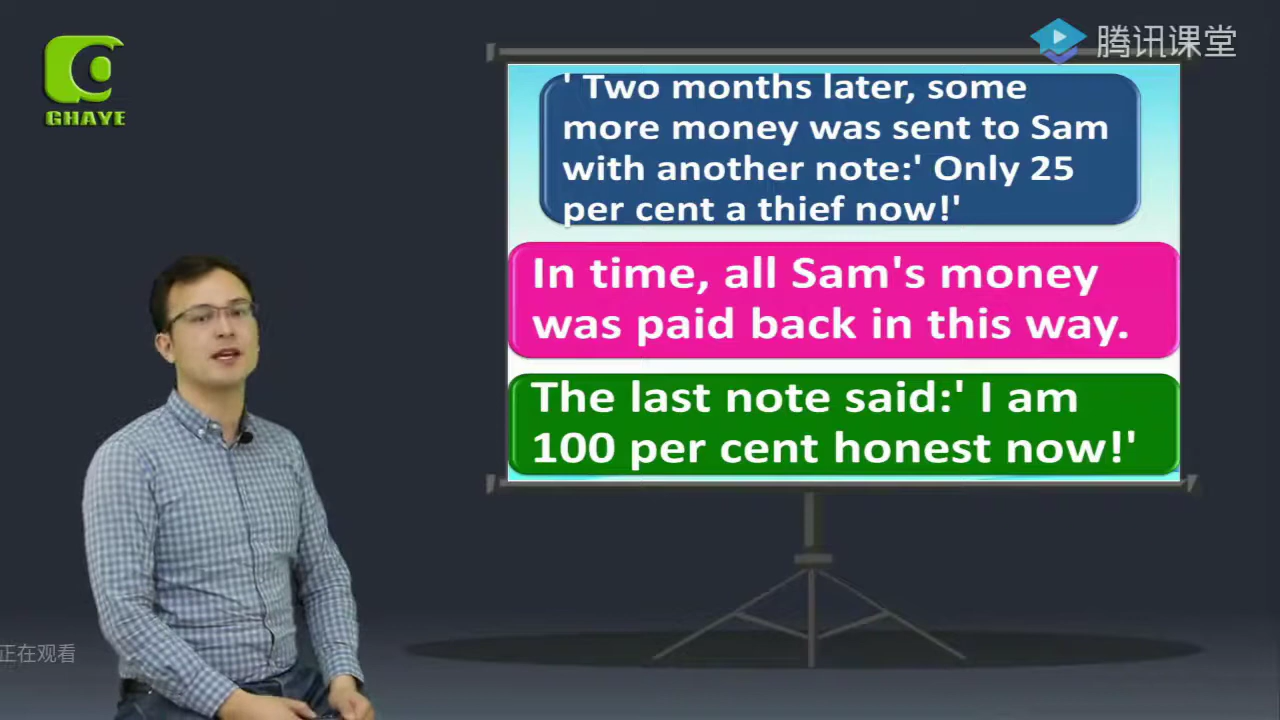 GHAYE
腾讯课堂
' Two months later, some
more money was sent to Sam
with another note:' Only 25
per cent a thief now!'
In time, all Sam's money
was paid back in this way.
The last note said:' I am
100 per cent honest now!'
正在观看